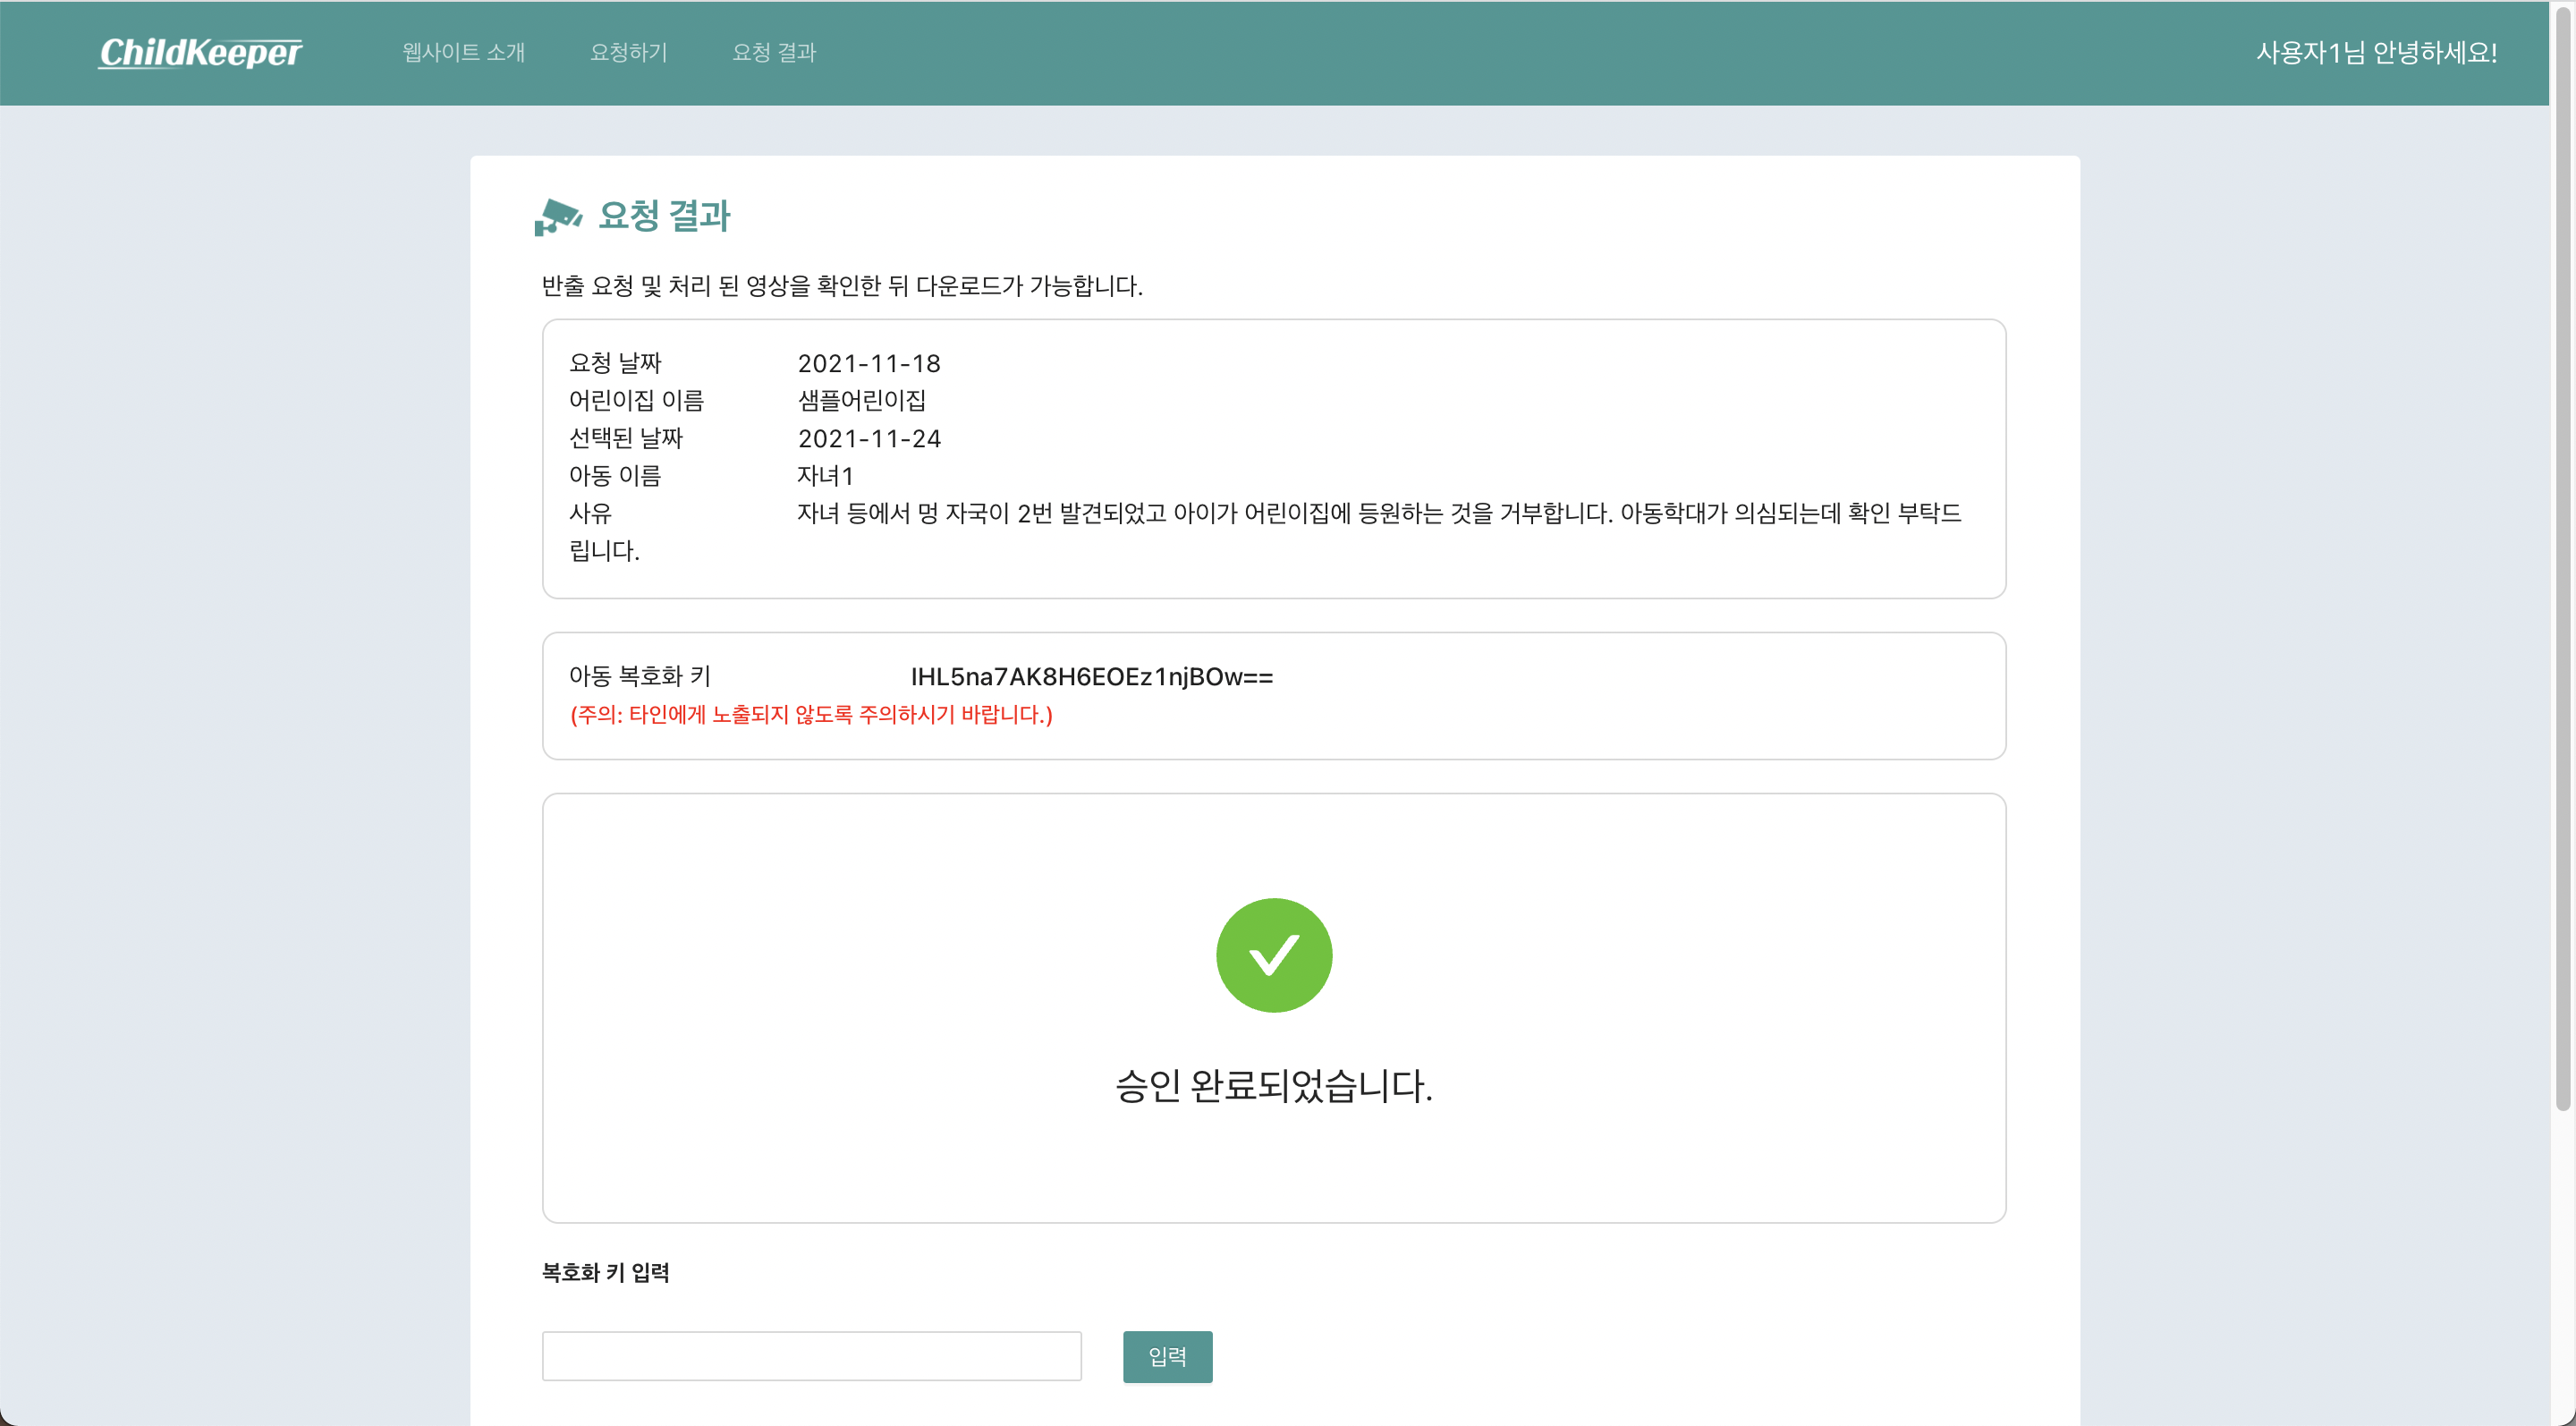 ChildKeeper 웹사이트 소개 요청하기 요청 결과 사용자1님 안녕하세요!
요청 결과
반출 요청 및 처리 된 영상을 확인한 뒤 다운로드가 가능합니다.
요청 날짜 2021-11-18
어린이집 이름 샘플어린이집
선택된 날짜 2021-11-24
아동 이름 자녀1
사유 자녀 등에서 멍 자국이 2번 발견되었고 아이가 어린이집에 등원하는 것을 거부합니다. 아동학대가 의심되는데 확인 부탁드
립니다.
아동 복호화 키 IHL5na7AK8H6EOEz1njBOw==
(주의: 타인에게 노출되지 않도록 주의하시기 바랍니다.)
승인 완료되었습니다.
복호화 키 입력
입력